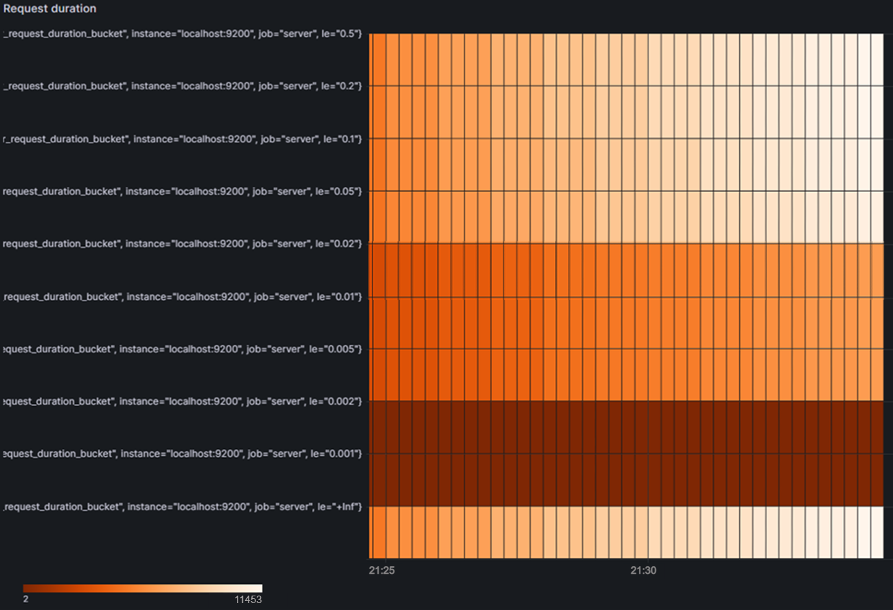 Request duration
_request_duration_bucket", instance="localhost:9200", job="server", le="0.5"}
_request_duration_bucket", instance="localhost:9200", job="server", le="0.2"}
r_request_duration_bucket", instance="localhost:9200", job="server", le="0.1"}
request_duration_bucket", instance="localhost:9200", job="server", le="0.05"}
request_duration_bucket", instance="localhost:9200", job="server", le="0.02"}
request_duration_bucket", instance="localhost:9200", job="server", le="0.01"}
equest_duration_bucket", instance="localhost:9200", job="server", le="0.005"}
equest_duration_bucket", instance="localhost:9200", job="server", le="0.002"}
equest_duration_bucket", instance="localhost:9200", job="server", le="0.001"}
_request_duration_bucket", instance="localhost:9200", job="server", le="+Inf"}
21:25 21:30
2 11453